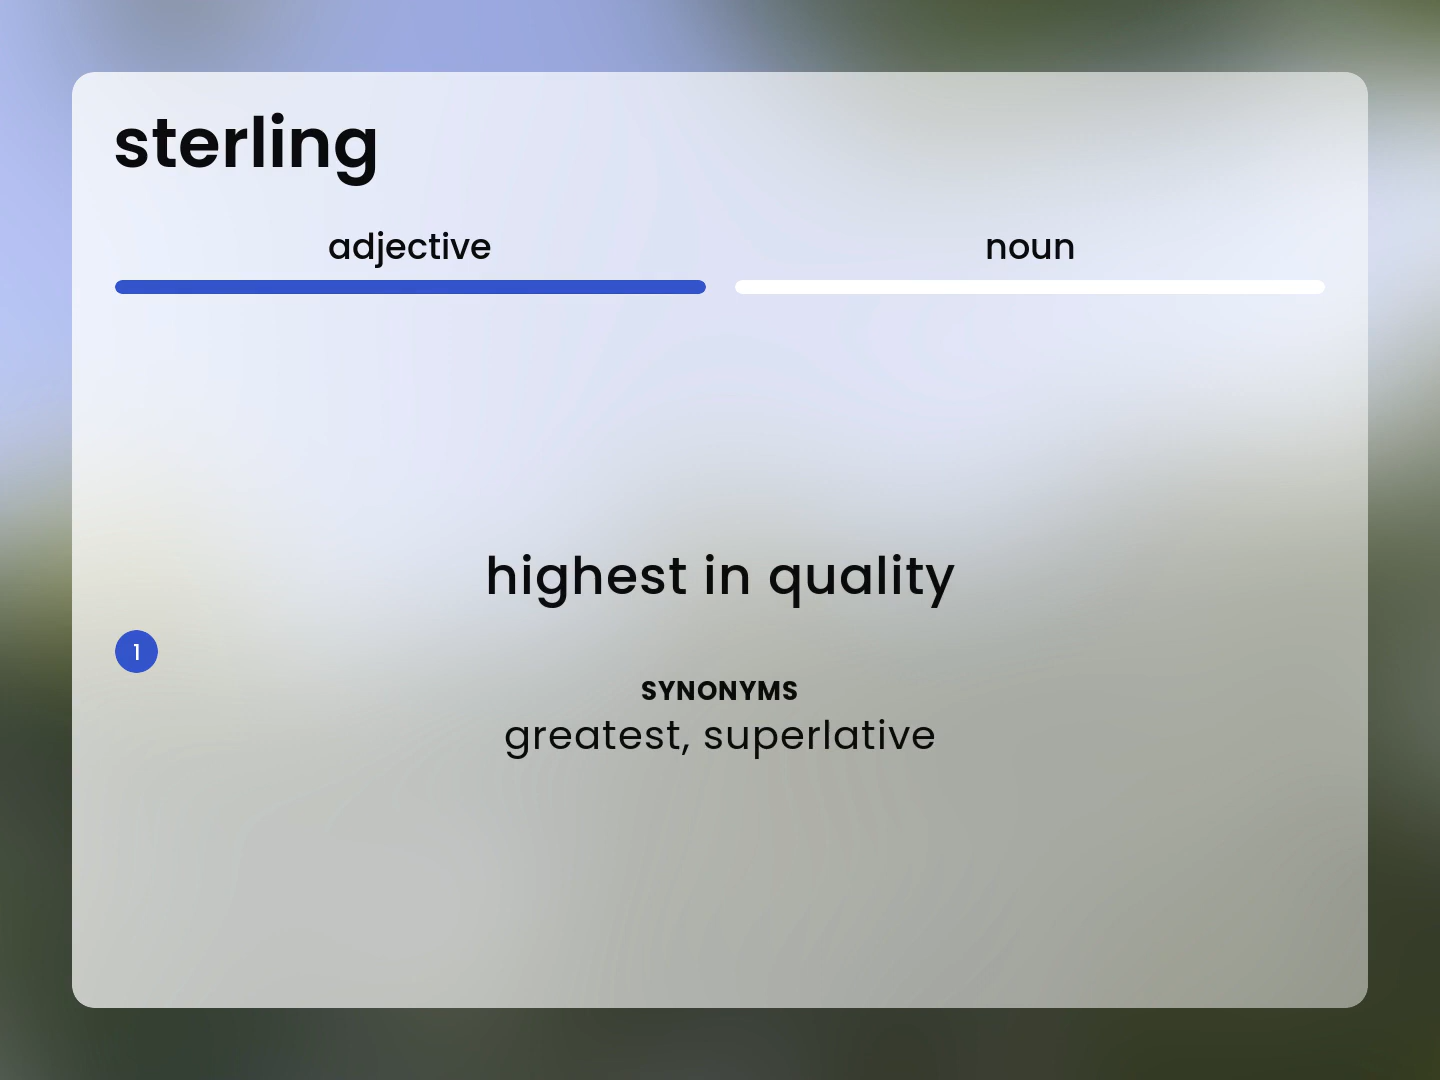 sterling
adjective
noun
highest in quality
1
SYNONYMS
greatest, superlative